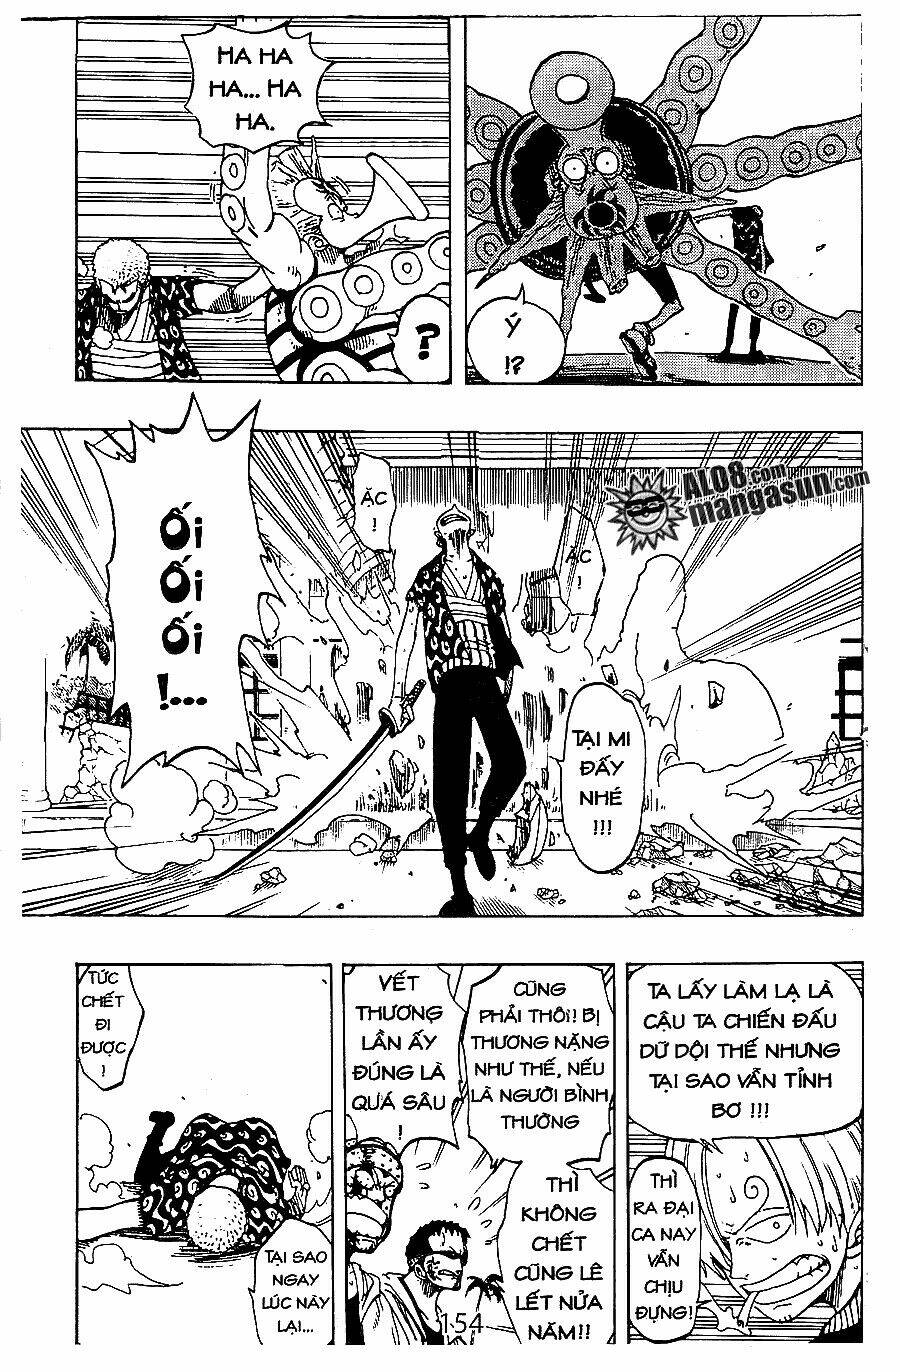 Ý
!?
HA HA
HA... HA
HA.
?
ỐI
ỐI
ỐI
!....
ẶC
!
ẶC
!
TẠI MI
ĐẤY
NHÉ
!!!
ALO8.com
mangasun.com
TA LẤY LÀM LẠ LÀ
CẬU TA CHIẾN ĐẤU
DỮ DỘI THẾ NHƯNG
TẠI SAO VẪN TỈNH
BƠ !!!
THÌ
RA ĐẠI
CA NAY
VẪN
CHỊU
ĐỰNG!
CŨNG
PHẢI THÔI! BỊ
THƯƠNG NẶNG
NHƯ THẾ, NẾU
LÀ NGƯỜI BÌNH
THƯỜNG
THÌ
KHÔNG
CHẾT
CŨNG LÊ
LẾT NỬA
NĂM!!
VẾT
THƯƠNG
LẦN ẤY
ĐÚNG LÀ
QUÁ SÂU
!
TỨC
CHẾT
ĐI
ĐƯỢC
!
TẠI SAO
NGAY
LÚC NÀY
LẠI...
154